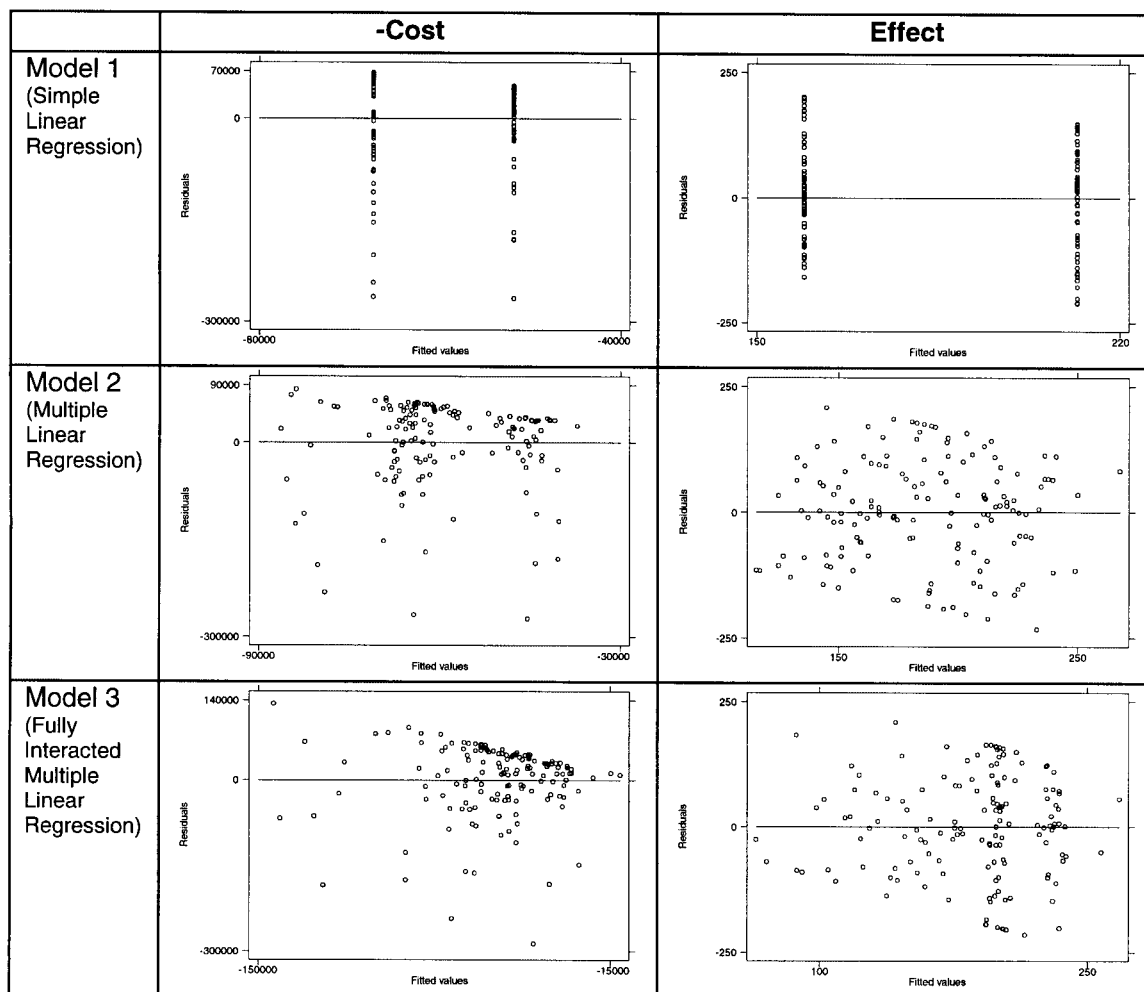 -Cost
Effect
Model 1
(Simple
Linear
Regression)
70000
0
-300000
Residuals
-80000
-40000
Fitted values
250
0
-250
Residuals
150
220
Fitted values
Model 2
(Multiple
Linear
Regression)
90000
0
-300000
Residuals
-90000
-30000
Fitted values
250
0
-250
Residuals
150
250
Fitted values
Model 3
(Fully
Interacted
Multiple
Linear
Regression)
140000
0
-300000
Residuals
-150000
-15000
Fitted values
250
0
-250
Residuals
100
250
Fitted values